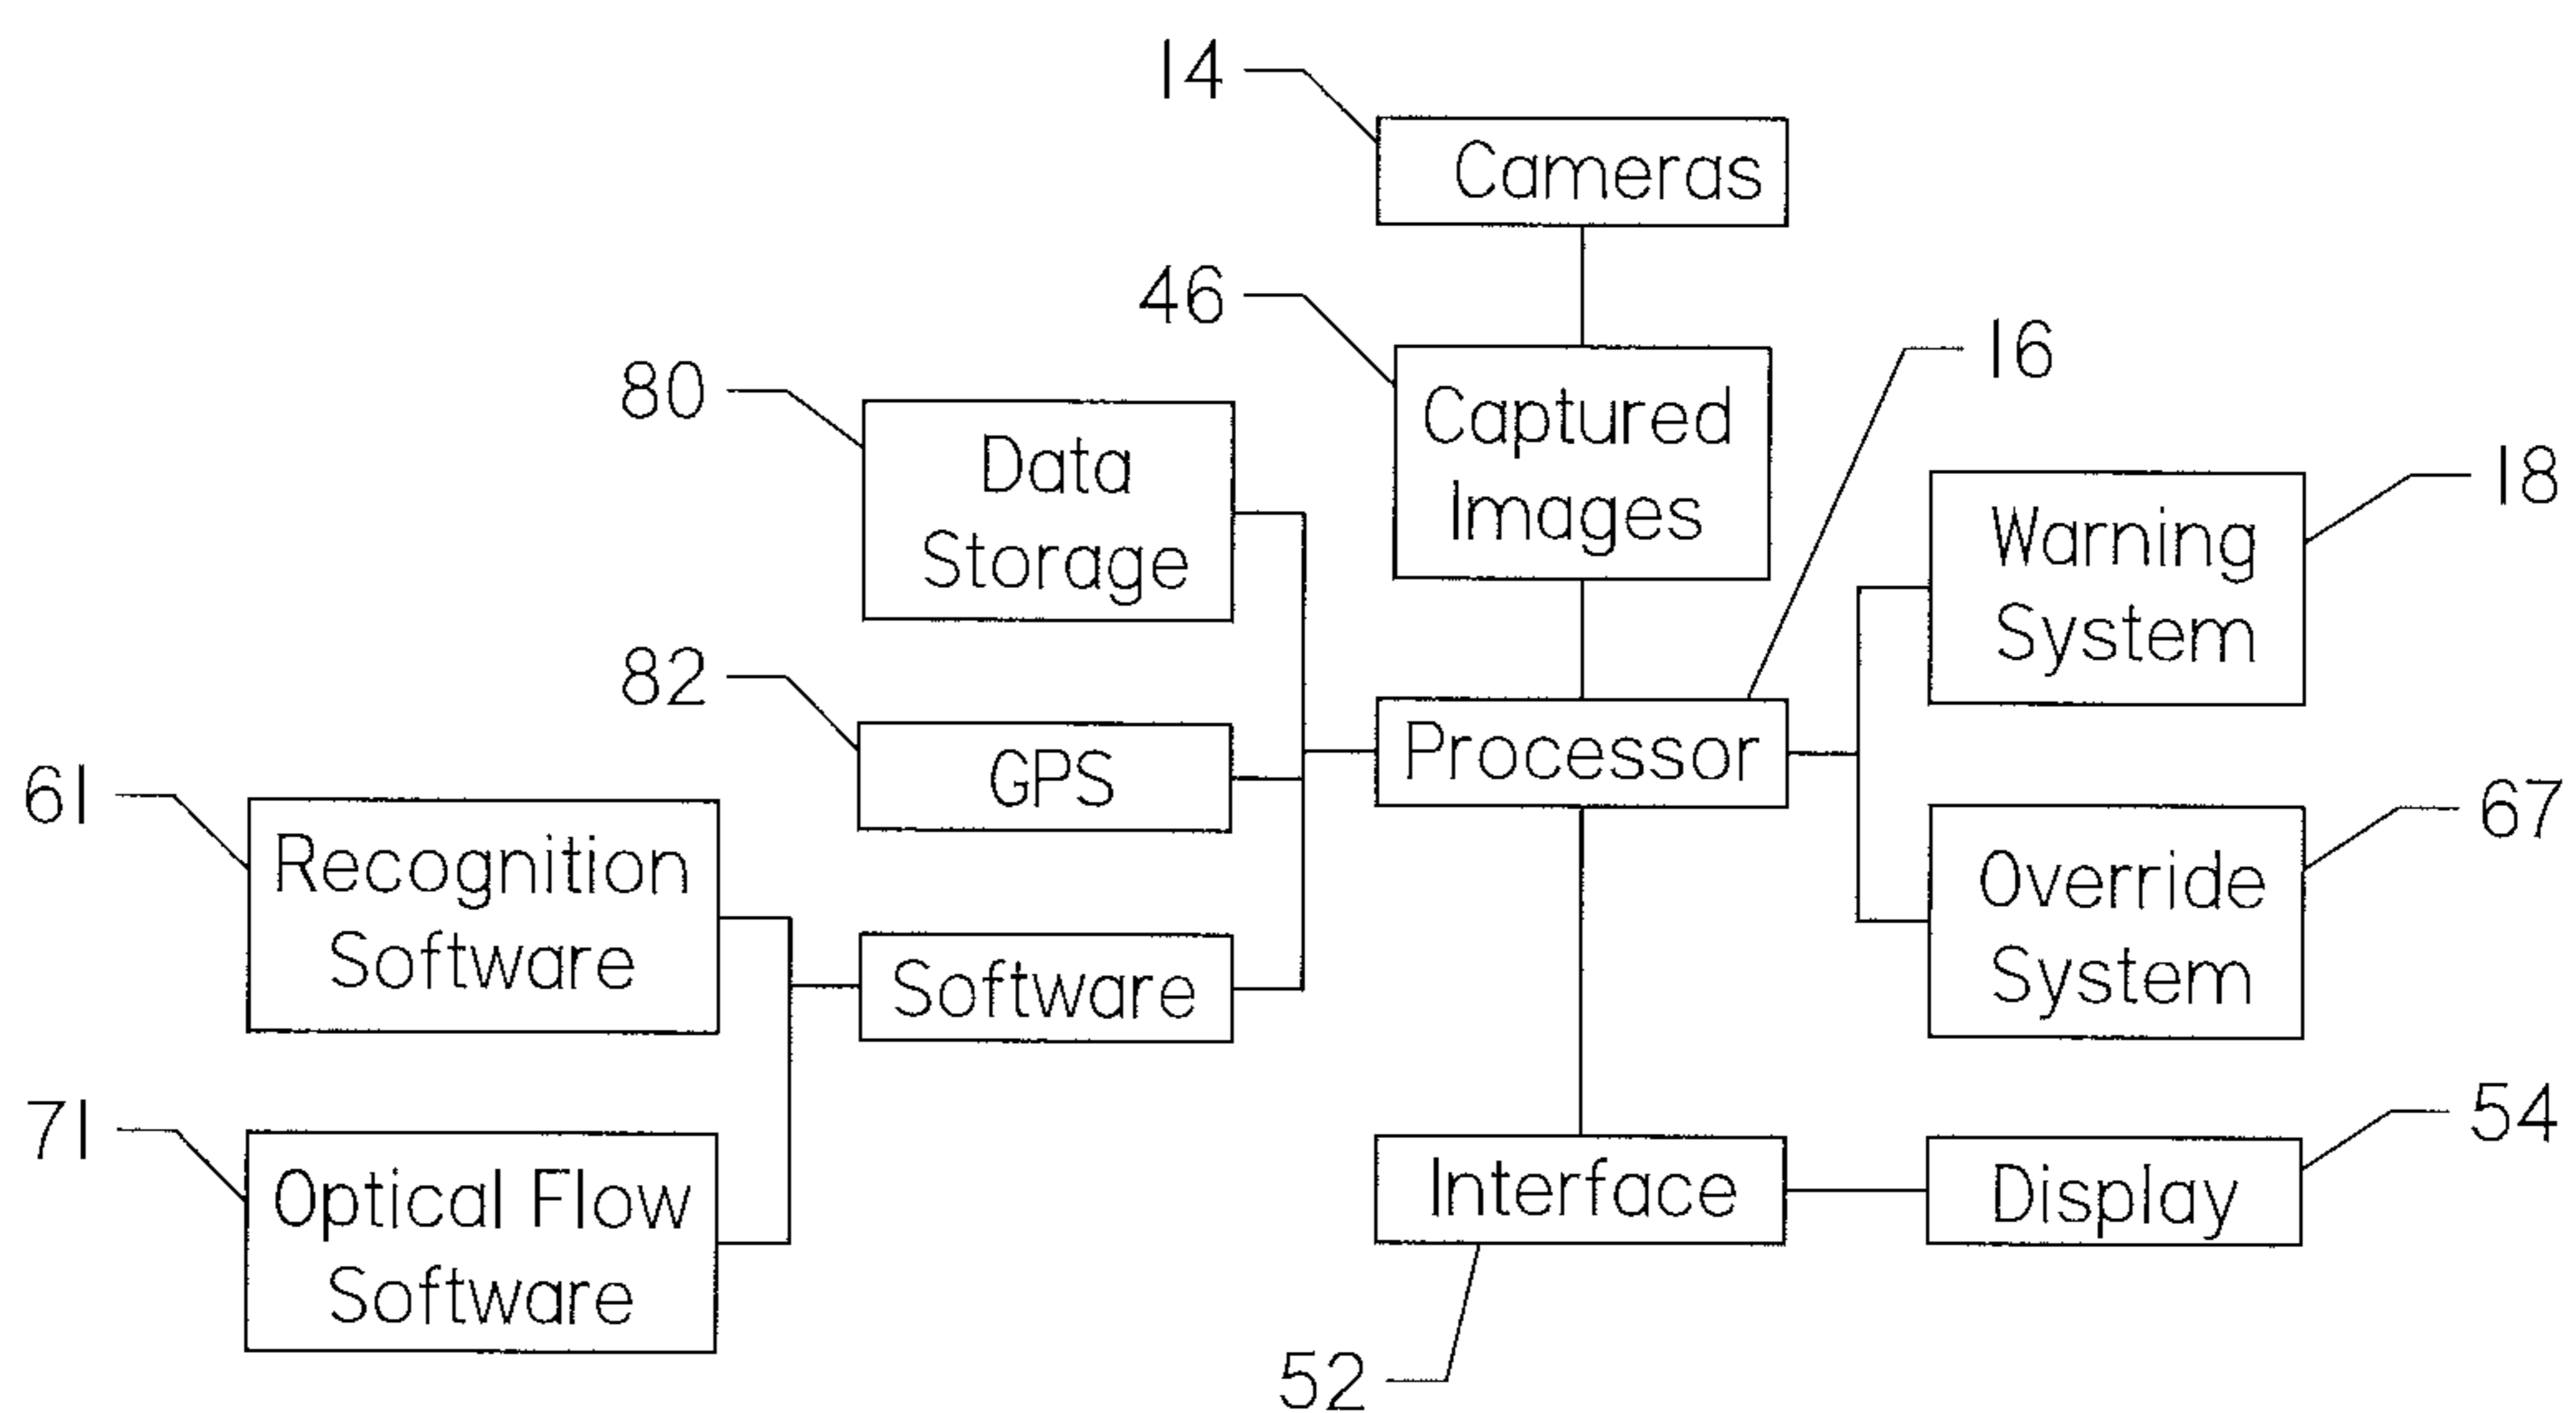 14
Cameras
46
Captured
Images
16
80
Data
Storage
18
Warning
System
82
GPS
Processor
67
Override
System
61
Recognition
Software
Software
71
Optical Flow
Software
Interface
54
Display
52